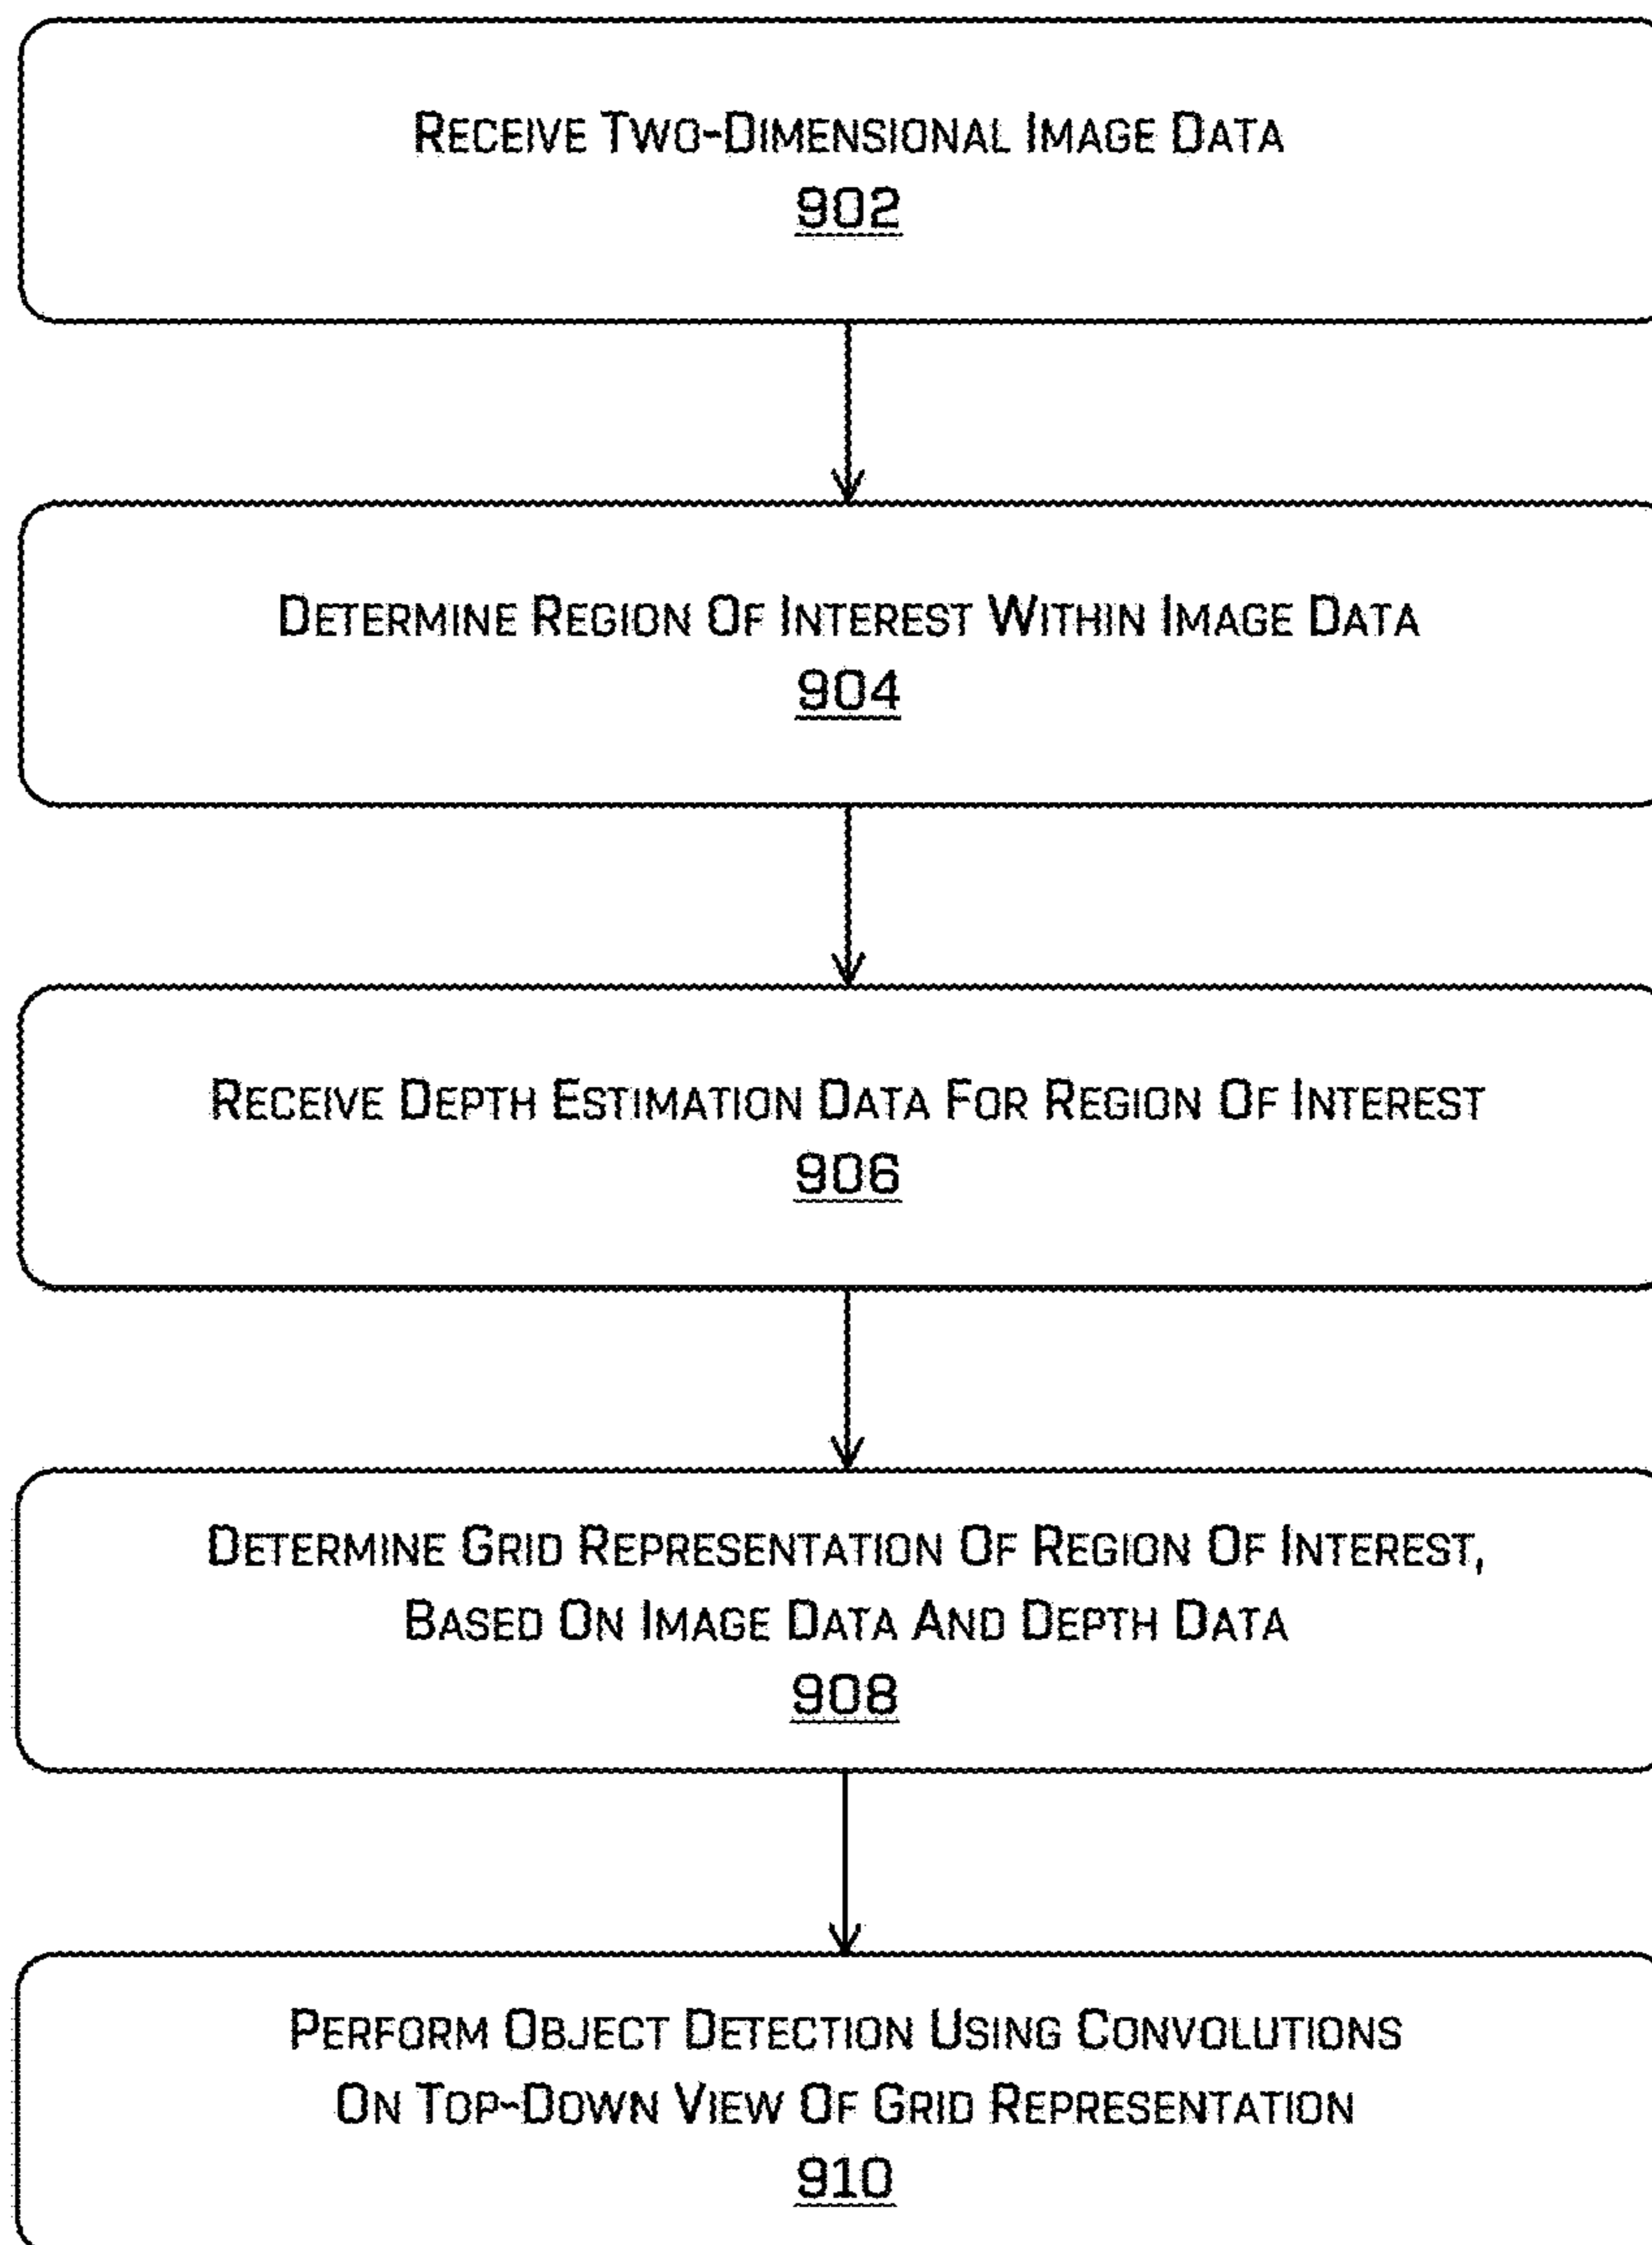 Receive Two-Dimensional Image Data
902
Determine Region Of Interest Within Image Data
904
Receive Depth Estimation Data For Region Of Interest
906
Determine Grid Representation Of Region Of Interest,
Based On Image Data And Depth Data
908
Perform Object Detection Using Convolutions
On Top-Down View Of Grid Representation
910